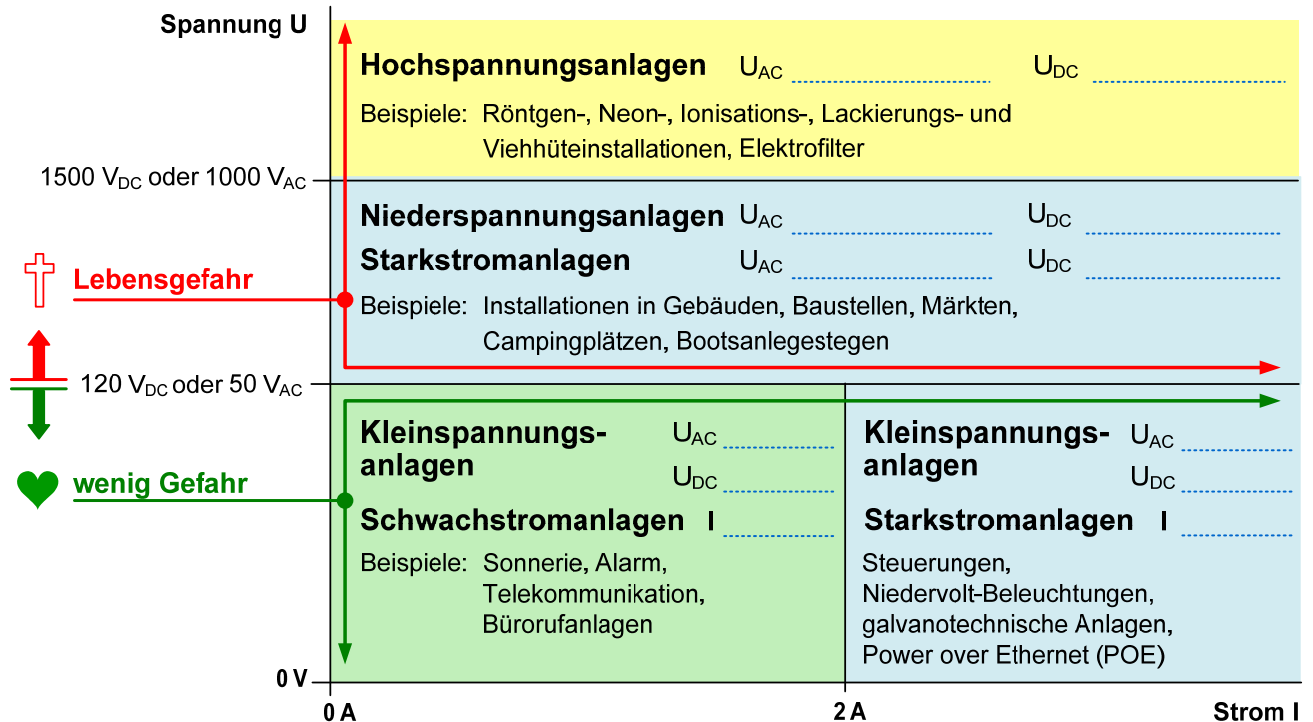 Spannung U
Hochspannungsanlagen U_AC U_DC
Beispiele: Röntgen-, Neon-, Ionisations-, Lackierungs- und
Viehhüteinstallationen, Elektrofilter
1500 V_DC oder 1000 V_AC
Niederspannungsanlagen U_AC U_DC
Starkstromanlagen U_AC U_DC
Lebensgefahr
Beispiele: Installationen in Gebäuden, Baustellen, Märkten,
Campingplätzen, Bootsanlegestegen
120 V_DC oder 50 V_AC
Kleinspannungs-
anlagen
U_AC
U_DC
wenig Gefahr
Schwachstromanlagen I
Beispiele: Sonnerie, Alarm,
Telekommunikation,
Bürorufanlagen
Kleinspannungs-
anlagen
U_AC
U_DC
Starkstromanlagen I
Steuerungen,
Niedervolt-Beleuchtungen,
galvanotechnische Anlagen,
Power over Ethernet (POE)
0 V
0 A
2 A
Strom I